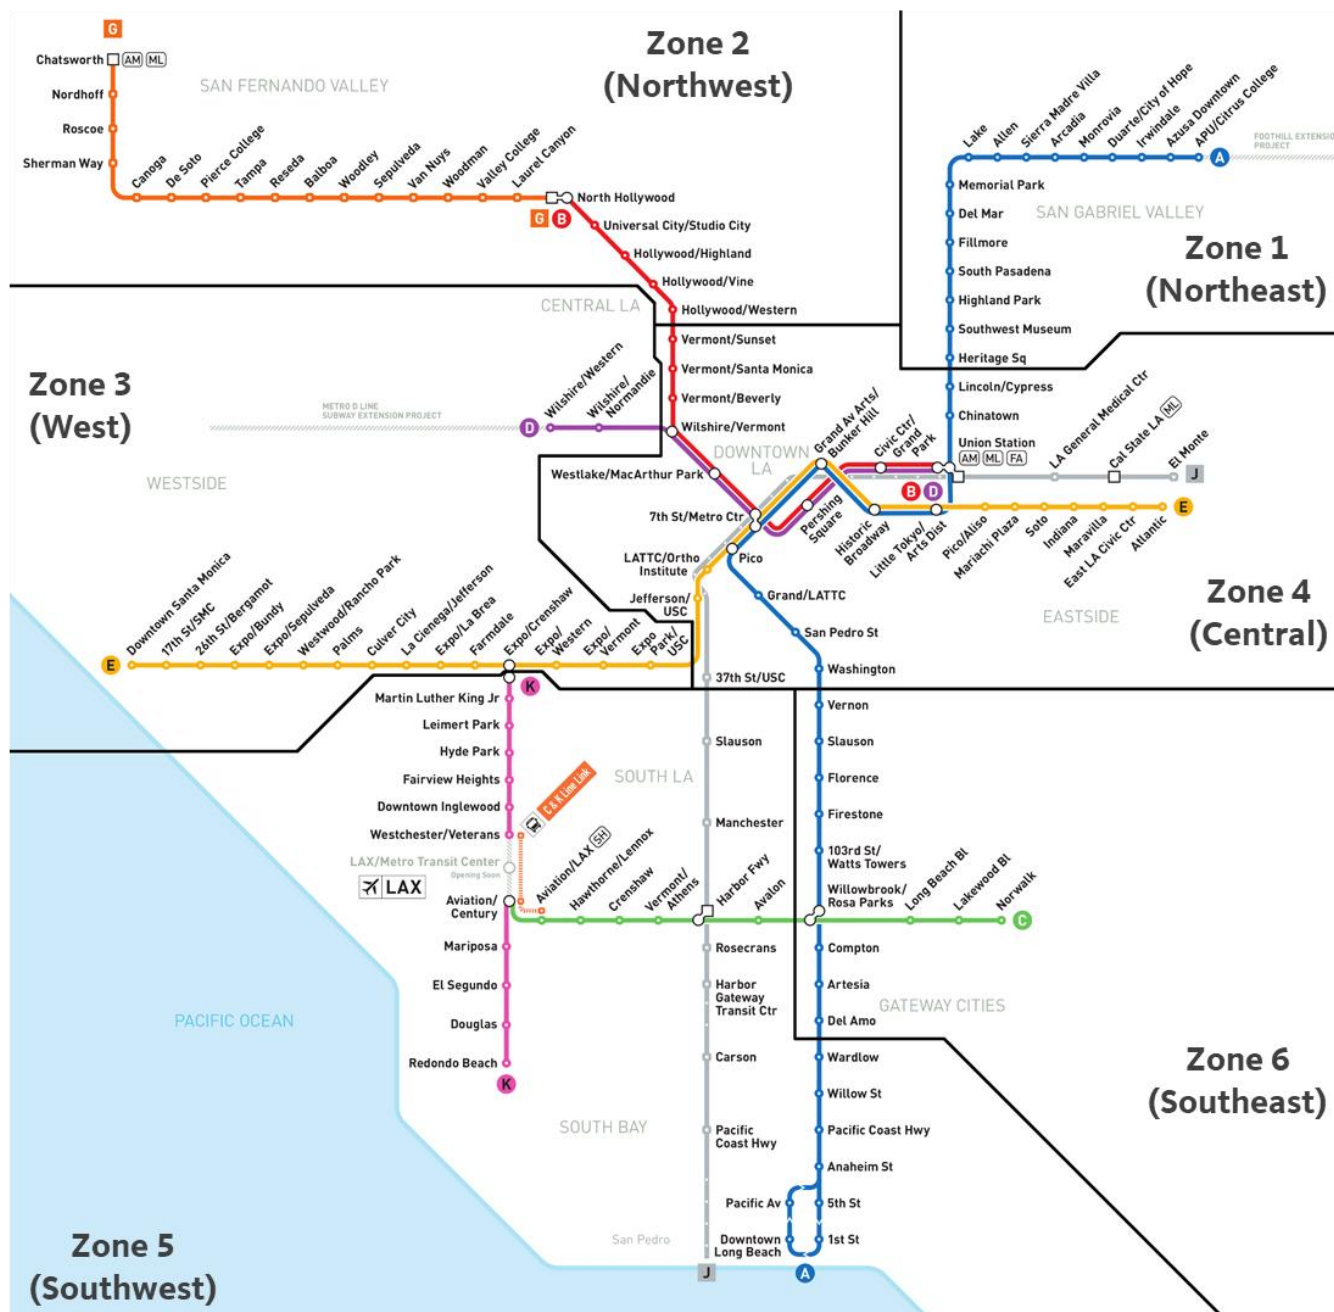 G
Chatsworth
AM
ML
Nordhoff
Roscoe
Sherman Way
SAN FERNANDO VALLEY
Canoga
De Soto
Pierce College
Tampa
Reseda
Balboa
Woodley
Sepulveda
Van Nuys
Woodman
Valley College
Laurel Canyon
North Hollywood
G
B
Universal City/Studio City
Hollywood/Highland
Hollywood/Vine
Hollywood/Western
Vermont/Sunset
Vermont/Santa Monica
Vermont/Beverly
Wilshire/Vermont
Zone 2
(Northwest)
Lake
Allen
Sierra Madre Villa
Arcadia
Monrovia
Duarte/City of Hope
Irwindale
Azusa Downtown
APU/Citrus College
A
FOOTHILL EXTENSIO
PROJECT
Memorial Park
Del Mar
Fillmore
South Pasadena
Highland Park
Southwest Museum
Heritage Sq
Lincoln/Cypress
Chinatown
Union Station
AM
ML
FA
SAN GABRIEL VALLEY
Zone 1
(Northeast)
CENTRAL LA
Zone 3
(West)
METRO D LINE
SUBWAY EXTENSION PROJECT
D
Wilshire/Western
Wilshire/
Normandie
WESTSIDE
Westlake/MacArthur Park
7th St/Metro Ctr
DOWNTOWN
LA
Grand Av Arts/
Bunker Hill
Civic Ctr/
Grand
Park
B
D
Pershing
Square
Historic
Broadway
Little Tokyo/
Arts Dist
LA General Medical Ctr
Cal State LA
ML
El Monte
J
Pico/Aliso
Mariachi Plaza
Soto
Indiana
Maravilla
East LA Civic Ctr
Atlantic
E
EASTSIDE
Zone 4
(Central)
LATTC/Ortho
Institute
Jefferson/
USC
Pico
Grand/LATTC
San Pedro St
Washington
E
Downtown Santa Monica
17th St/SMC
26th St/Bergamot
Expo/Bundy
Expo/Sepulveda
Westwood/Rancho Park
Palms
Culver City
La Cienega/Jefferson
Expo/La Brea
Farmdale
Expo/Crenshaw
Expo/
Western
Expo/
Vermont
Expo
Park/
USC
K
Martin Luther King Jr
Leimert Park
Hyde Park
Fairview Heights
Downtown Inglewood
Westchester/Veterans
LAX/Metro Transit Center
Opening Soon
LAX
C & K Line Link
Aviation/
Century
Mariposa
El Segundo
Douglas
Redondo Beach
K
Aviation/LAX
SH
Hawthorne/Lennox
Crenshaw
Vermont/
Athens
Harbor Fwy
Avalon
Willowbrook/
Rosa Parks
Long Beach Bl
Lakewood Bl
Norwalk
C
SOUTH LA
37th St/USC
Slauson
Manchester
Rosecrans
Harbor
Gateway
Transit Ctr
Carson
Pacific
Coast Hwy
San Pedro
J
Vernon
Slauson
Florence
Firestone
103rd St/
Watts Towers
Compton
Artesia
Del Amo
Wardlow
Willow St
Pacific Coast Hwy
Anaheim St
Pacific Av
5th St
Downtown
Long Beach
1st St
A
GATEWAY CITIES
Zone 6
(Southeast)
SOUTH BAY
PACIFIC OCEAN
Zone 5
(Southwest)